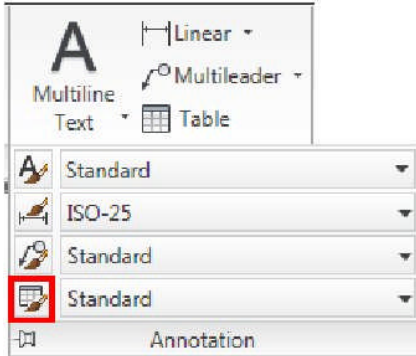 Linear
Multileader
Multiline
Text
Table
Standard
ISO-25
Standard
Standard
Annotation